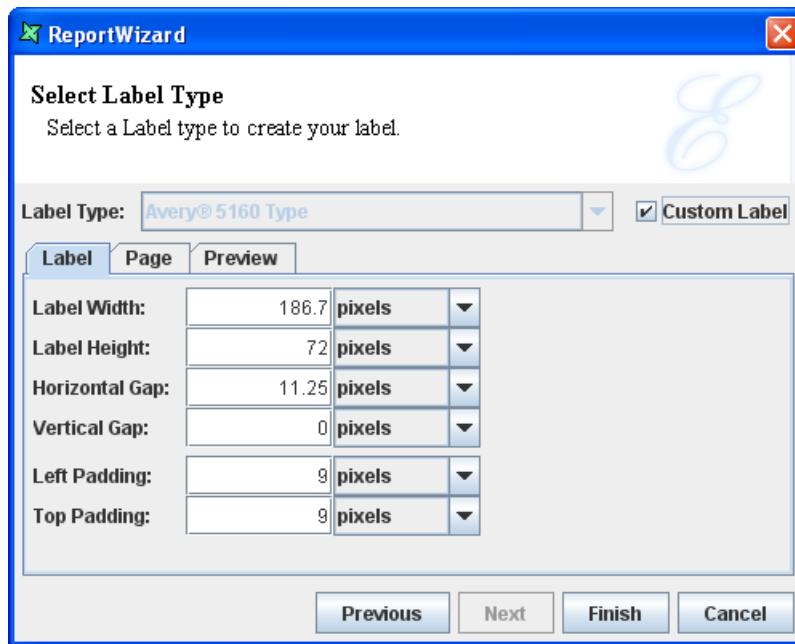 ReportWizard
Select Label Type
Select a Label type to create your label.
Label Type: Avery® 5160 Type Custom Label
Label Page Preview
Label Width: 186.7 pixels
Label Height: 72 pixels
Horizontal Gap: 11.25 pixels
Vertical Gap: 0 pixels
Left Padding: 9 pixels
Top Padding: 9 pixels
Previous Next Finish Cancel